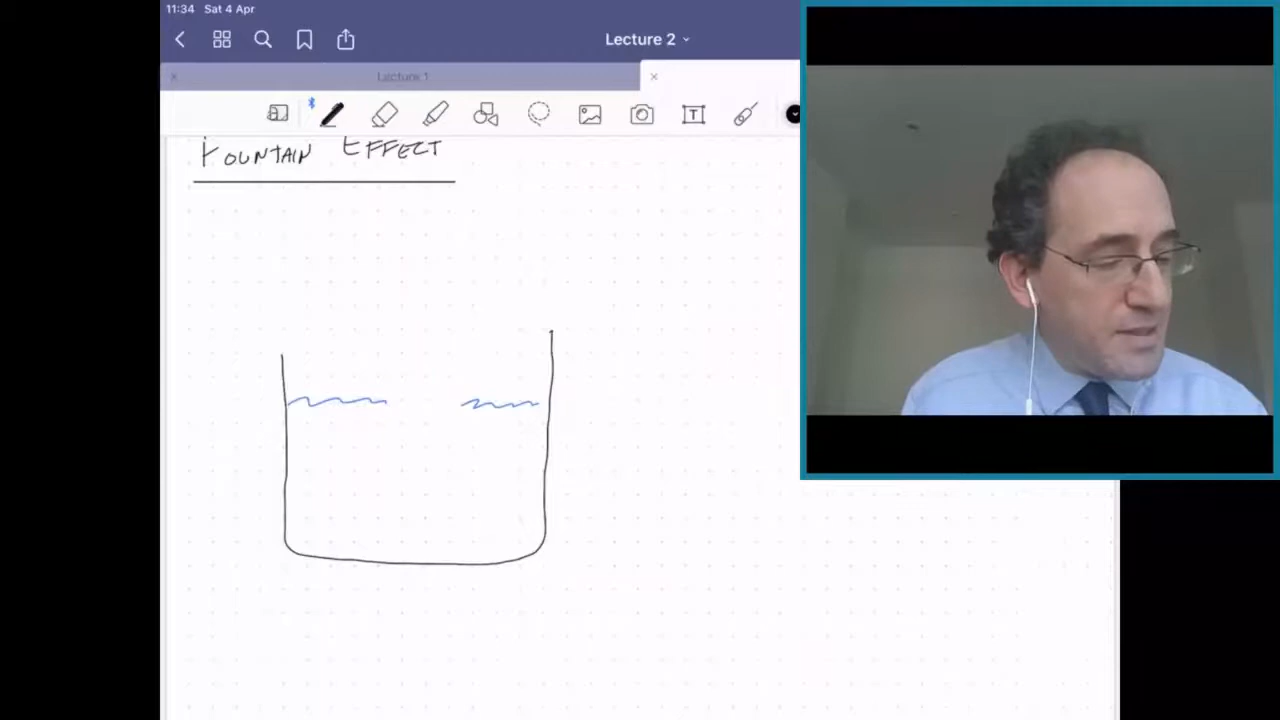 11:34 Sat 4 Apr
Lecture 2
Lecture 1
T
FOUNTAIN EFFECT